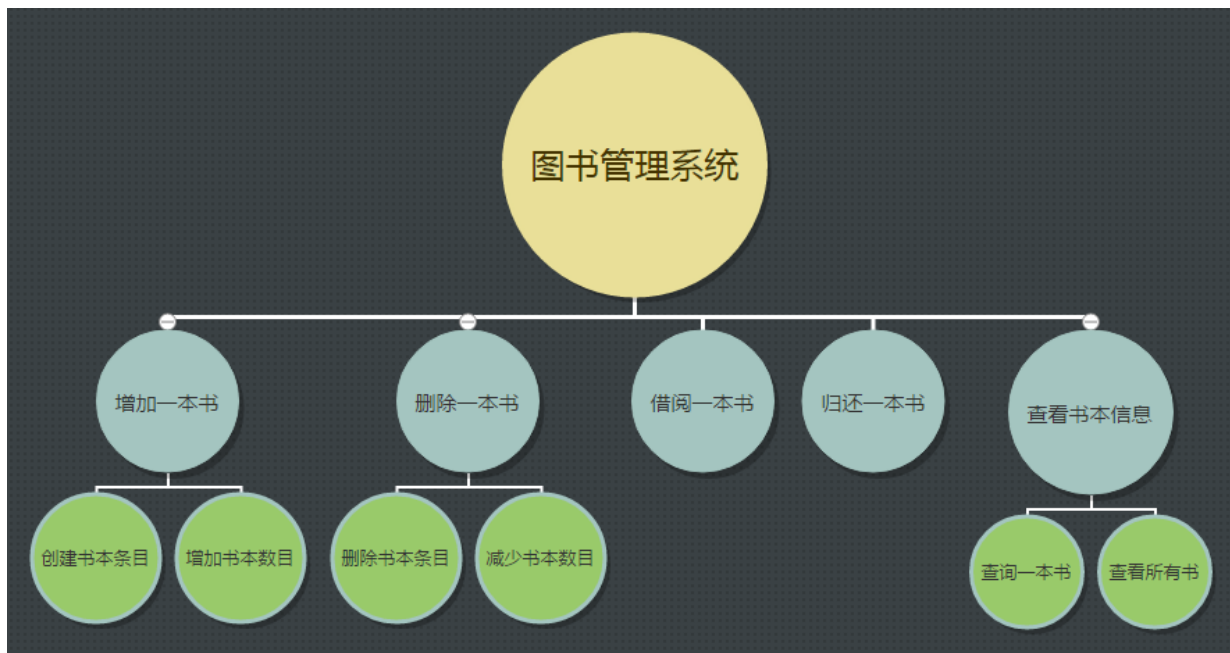 图书管理系统
增加一本书
删除一本书
借阅一本书
归还一本书
查看书本信息
创建书本条目
增加书本数目
删除书本条目
减少书本数目
查询一本书
查看所有书